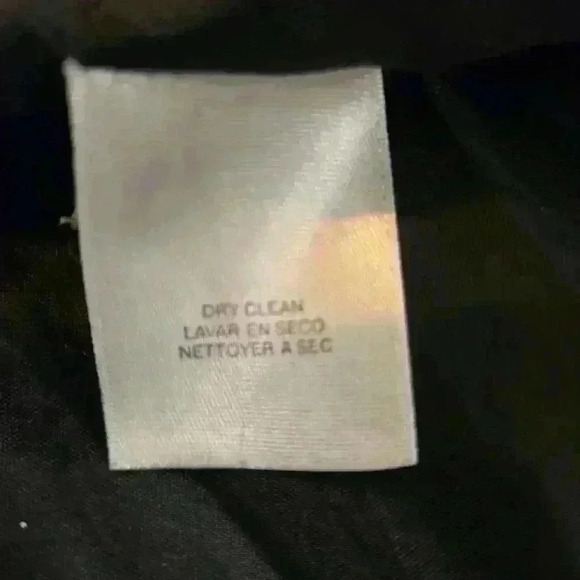 DRY CLEAN
LAVAR EN SECO
NETTOYER A SEC